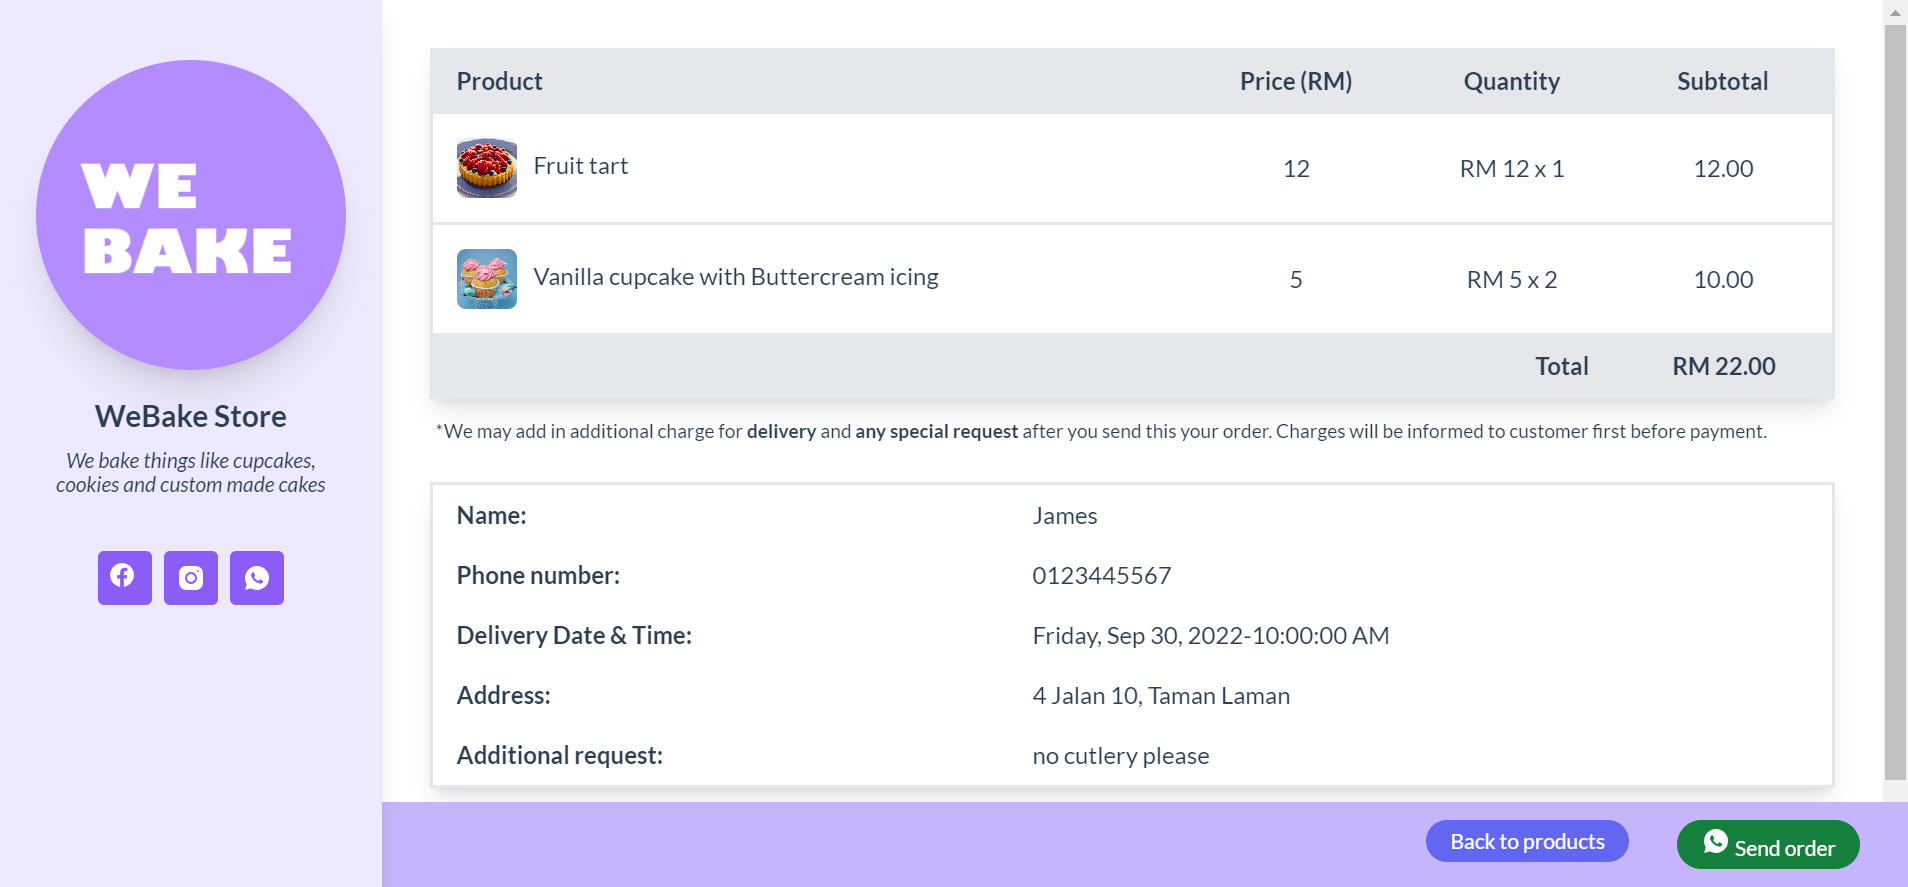 WE
BAKE
WeBake Store
We bake things like cupcakes,
cookies and custom made cakes
Product Price (RM) Quantity Subtotal
Fruit tart 12 RM 12 x 1 12.00
Vanilla cupcake with Buttercream icing 5 RM 5 x 2 10.00
Total RM 22.00
*We may add in additional charge for delivery and any special request after you send this your order. Charges will be informed to customer first before payment.
Name: James
Phone number: 0123445567
Delivery Date & Time: Friday, Sep 30, 2022-10:00:00 AM
Address: 4 Jalan 10, Taman Laman
Additional request: no cutlery please
Back to products Send order